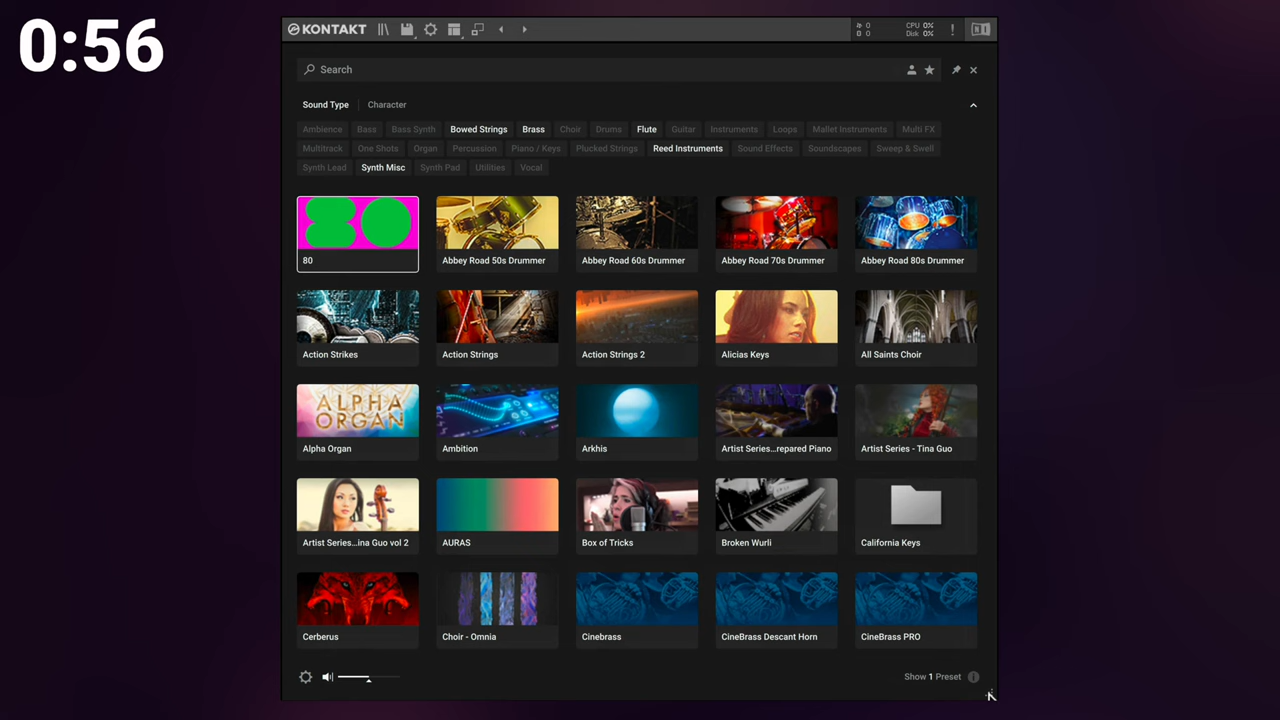 0:56
KONTAKT
0
0 0
CPU 0%
Disk 0%
!
Search
Sound Type Character
Ambience Bass Bass Synth Bowed Strings Brass Choir Drums Flute Guitar Instruments Loops Mallet Instruments Multi FX
Multitrack One Shots Organ Percussion Piano / Keys Plucked Strings Reed Instruments Sound Effects Soundscapes Sweep & Swell
Synth Lead Synth Misc Synth Pad Utilities Vocal
80 Abbey Road 50s Drummer Abbey Road 60s Drummer Abbey Road 70s Drummer Abbey Road 80s Drummer
Action Strikes Action Strings Action Strings 2 Alicias Keys All Saints Choir
ALPHA
ORGAN
Alpha Organ Ambition Arkhis Artist Series...repared Piano Artist Series - Tina Guo
Artist Series...ina Guo vol 2 AURAS Box of Tricks Broken Wurli California Keys
Cerberus Choir - Omnia Cinebrass CineBrass Descant Horn CineBrass PRO
Show 1 Preset